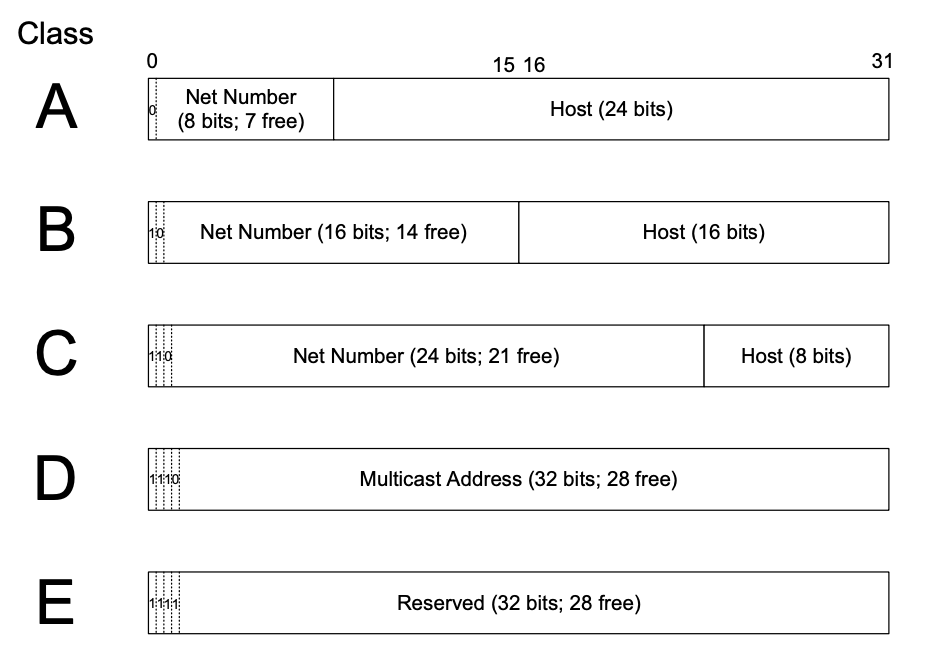 Class
0 15 16 31
A
0
Net Number
(8 bits; 7 free)
Host (24 bits)
B
10
Net Number (16 bits; 14 free)
Host (16 bits)
C
110
Net Number (24 bits; 21 free)
Host (8 bits)
D
1110
Multicast Address (32 bits; 28 free)
E
1111
Reserved (32 bits; 28 free)